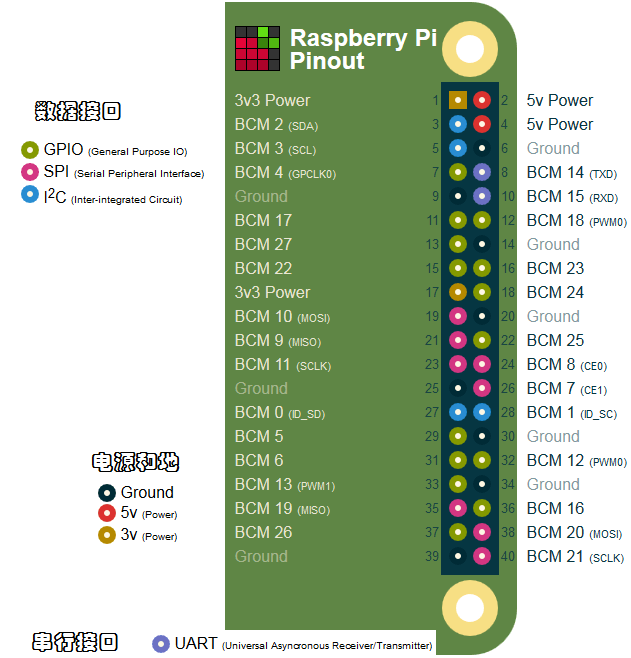 Raspberry Pi
Pinout
数据接口
GPIO (General Purpose IO)
SPI (Serial Peripheral Interface)
I²C (Inter-integrated Circuit)
3v3 Power 1 2 5v Power
BCM 2 (SDA) 3 4 5v Power
BCM 3 (SCL) 5 6 Ground
BCM 4 (GPCLK0) 7 8 BCM 14 (TXD)
Ground 9 10 BCM 15 (RXD)
BCM 17 11 12 BCM 18 (PWM0)
BCM 27 13 14 Ground
BCM 22 15 16 BCM 23
3v3 Power 17 18 BCM 24
BCM 10 (MOSI) 19 20 Ground
BCM 9 (MISO) 21 22 BCM 25
BCM 11 (SCLK) 23 24 BCM 8 (CE0)
Ground 25 26 BCM 7 (CE1)
BCM 0 (ID_SD) 27 28 BCM 1 (ID_SC)
BCM 5 29 30 Ground
BCM 6 31 32 BCM 12 (PWM0)
BCM 13 (PWM1) 33 34 Ground
BCM 19 (MISO) 35 36 BCM 16
BCM 26 37 38 BCM 20 (MOSI)
Ground 39 40 BCM 21 (SCLK)
电源和地
Ground
5v (Power)
3v (Power)
串行接口
UART (Universal Asyncronous Receiver/Transmitter)